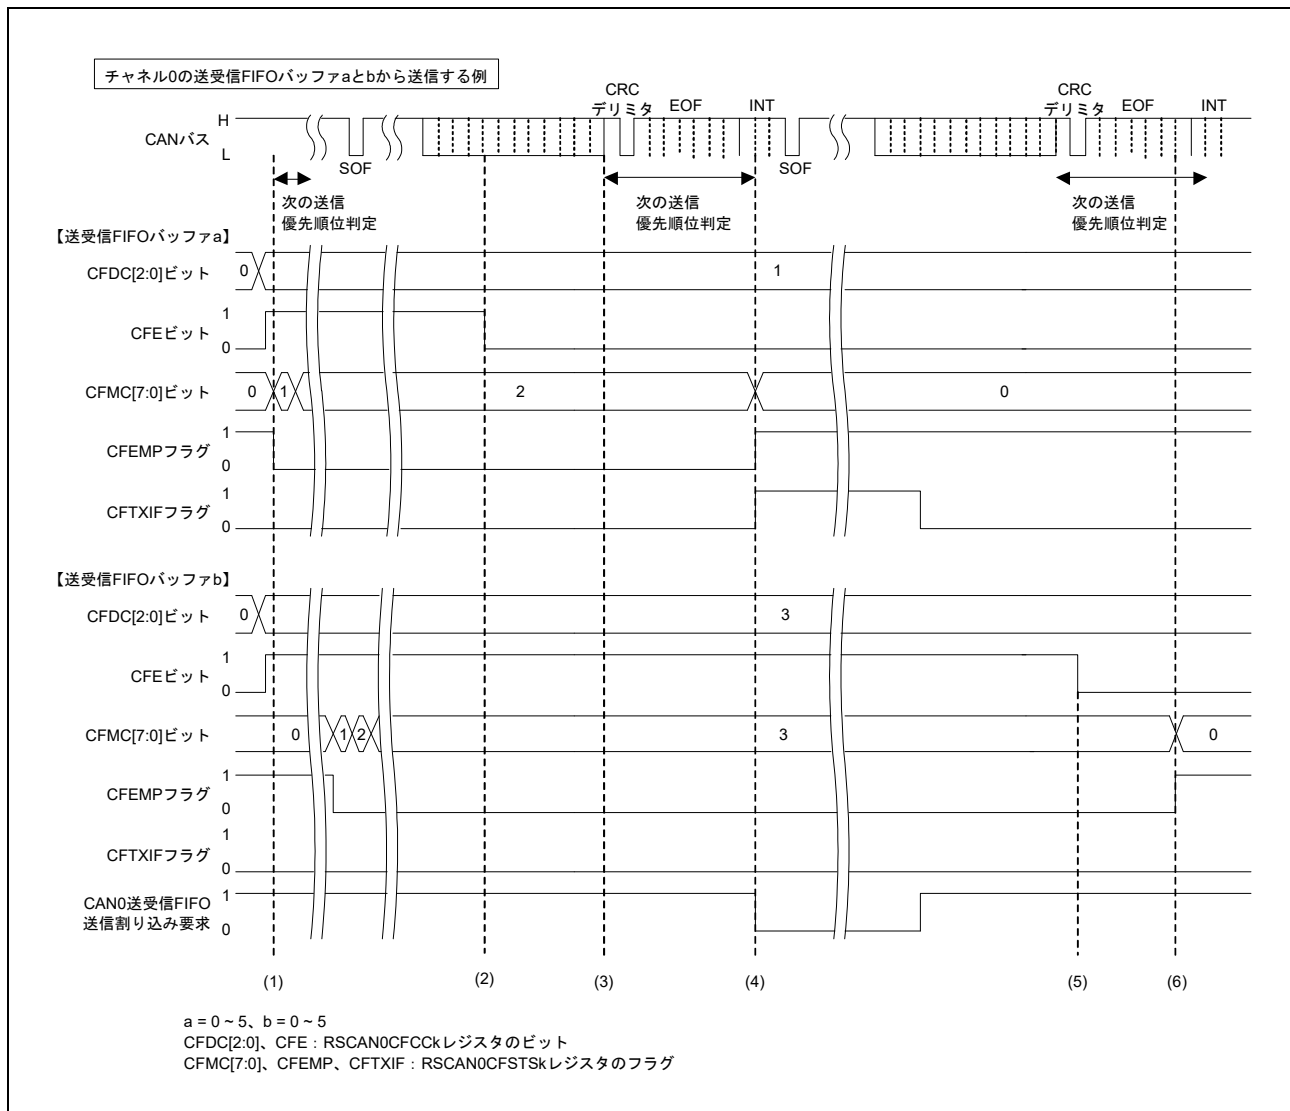 チャネル0の送受信FIFOバッファaとbから送信する例
CRC
デリミタ
EOF
INT
CRC
デリミタ
EOF
INT
CANバス
H
L
SOF
SOF
次の送信
優先順位判定
次の送信
優先順位判定
次の送信
優先順位判定
【送受信FIFOバッファa】
CFDC[2:0]ビット
0
1
CFEビット
1
0
CFMC[7:0]ビット
0
1
2
0
CFEMPフラグ
1
0
CFTXIFフラグ
1
0
【送受信FIFOバッファb】
CFDC[2:0]ビット
0
3
CFEビット
1
0
CFMC[7:0]ビット
0
1
2
3
0
CFEMPフラグ
1
0
CFTXIFフラグ
1
0
CAN0送受信FIFO
送信割り込み要求
1
0
(1)
(2)
(3)
(4)
(5)
(6)
a = 0 ~ 5、b = 0 ~ 5
CFDC[2:0]、CFE : RSCAN0CFCCkレジスタのビット
CFMC[7:0]、CFEMP、CFTXIF : RSCAN0CFSTSkレジスタのフラグ